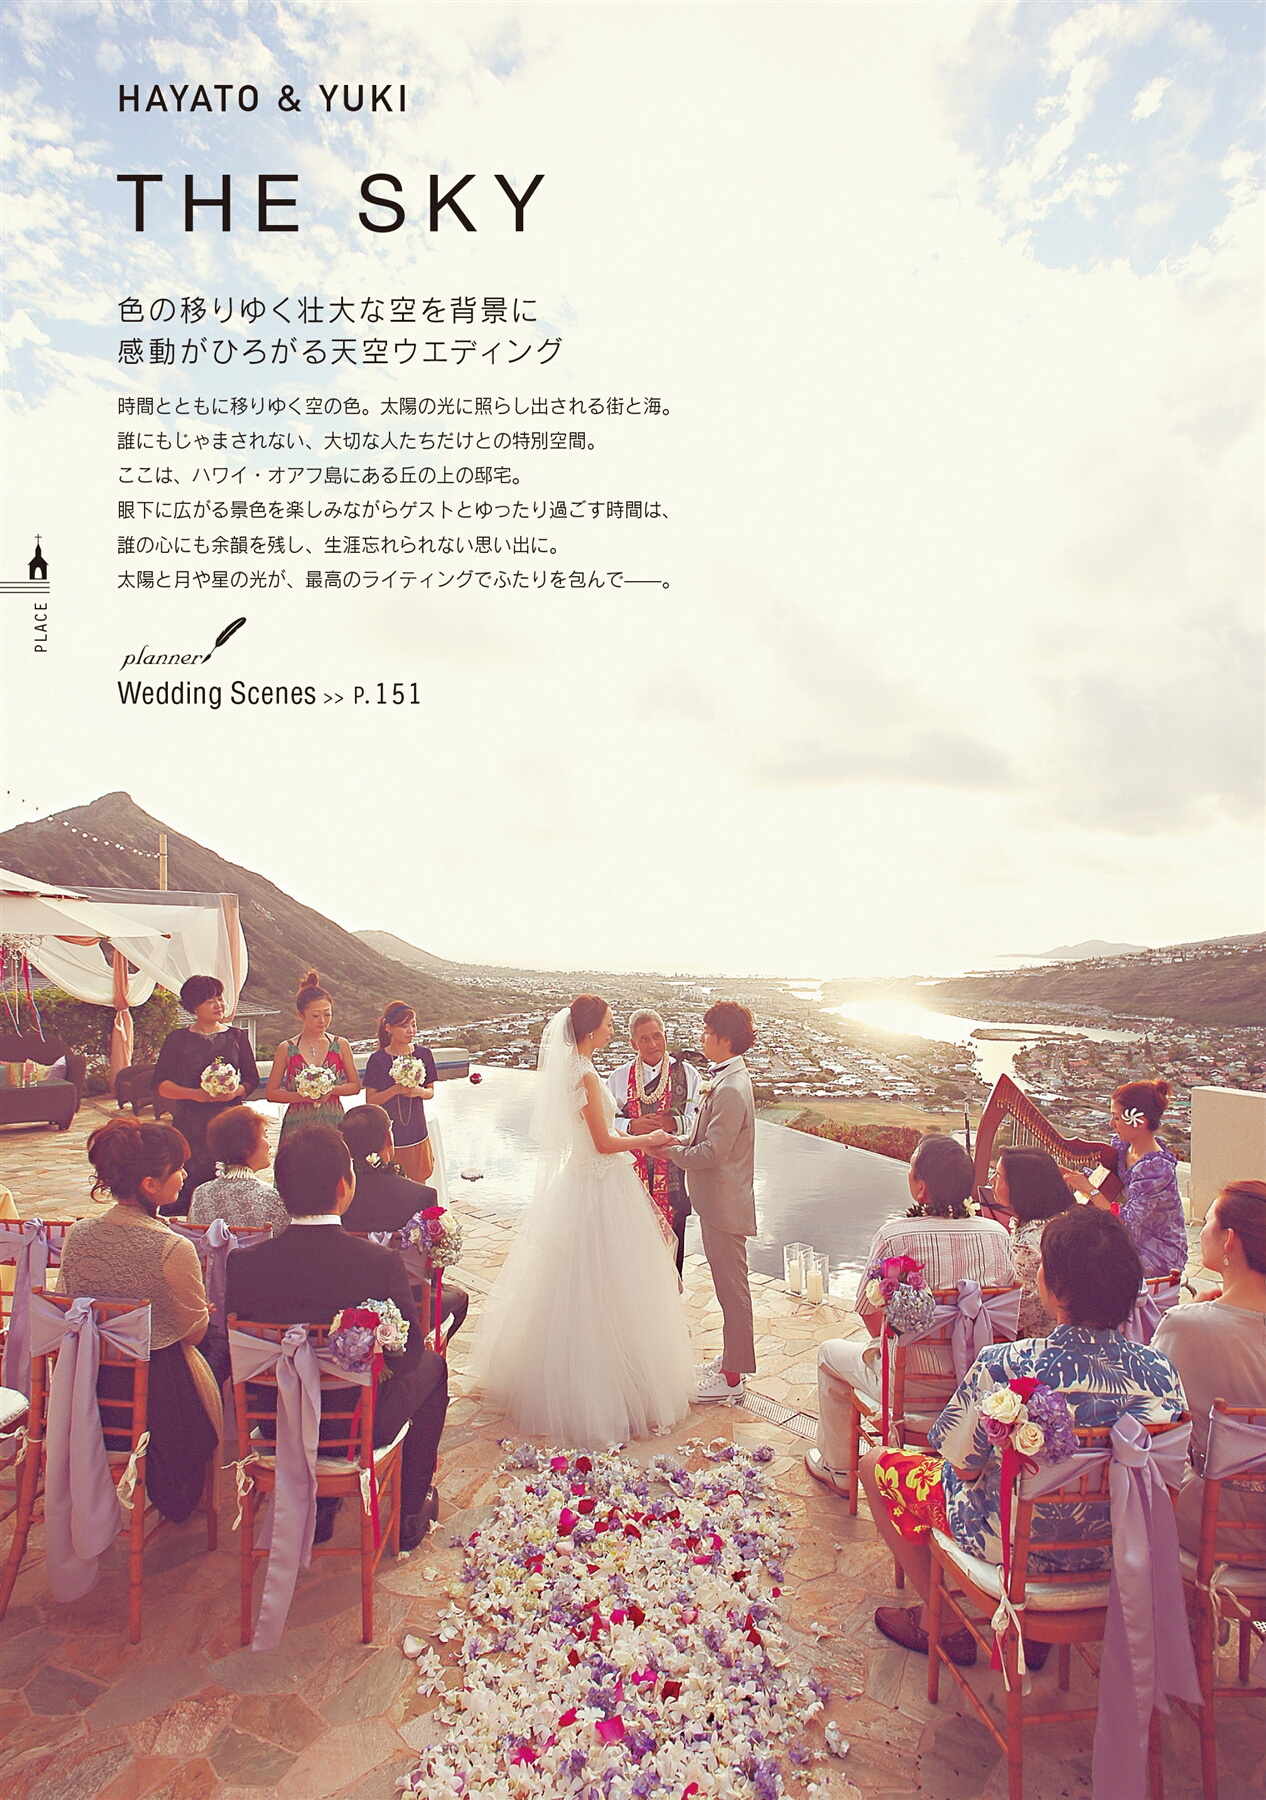 HAYATO & YUKI
THE SKY
色の移りゆく壮大な空を背景に
感動がひろがる天空ウエディング
時間とともに移りゆく空の色。太陽の光に照らし出される街と海。
誰にもじゃまされない、大切な人たちだけとの特別空間。
ここは、ハワイ・オアフ島にある丘の上の邸宅。
眼下に広がる景色を楽しみながらゲストとゆったり過ごす時間は、
誰の心にも余韻を残し、生涯忘れられない思い出に。
太陽と月や星の光が、最高のライティングでふたりを包んで——。
PLACE
planner
Wedding Scenes >> P.151